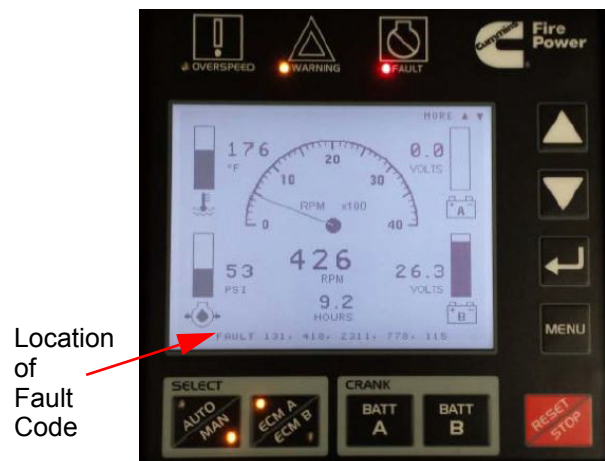 Fire
Power
Cummins
OVERSPEED
WARNING
FAULT
MORE
176
°F
0.0
VOLTS
0
10
20
30
40
RPM x100
A
53
PSI
426
RPM
26.3
VOLTS
9.2
HOURS
B
FAULT 131, 418, 2311, 778, 115
MENU
Location
of
Fault
Code
SELECT
AUTO
MAN
ECM A
ECM B
CRANK
BATT
A
BATT
B
RESET
STOP